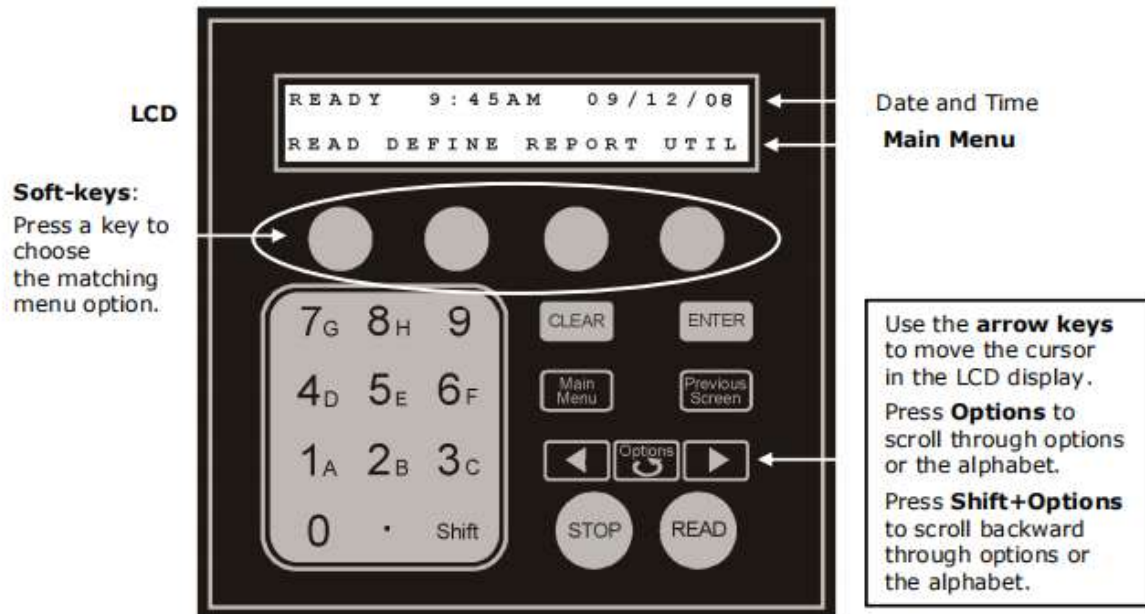 LCD
READY 9:45AM 09/12/08
READ DEFINE REPORT UTIL
Date and Time
Main Menu
Soft-keys:
Press a key to
choose
the matching
menu option.
7G 8H 9
4D 5E 6F
1A 2B 3C
0 . Shift
CLEAR
ENTER
Main
Menu
Previous
Screen
Options
STOP
READ
Use the arrow keys
to move the cursor
in the LCD display.
Press Options to
scroll through options
or the alphabet.
Press Shift+Options
to scroll backward
through options or
the alphabet.